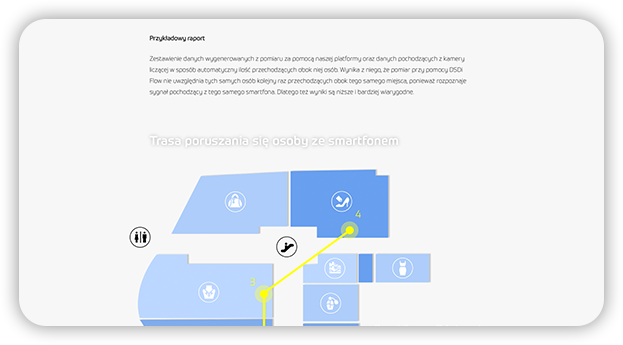 Przykładowy raport
Zestawienie danych wygenerowanych z pomiaru za pomocą naszej platformy oraz danych pochodzących z kamery
liczącej w sposób automatyczny ilość przechodzących obok niej osób. Wynika z niego, że pomiar przy pomocy DSDI
Flow nie uwzględnia tych samych osób kolejny raz przechodzących obok tego samego miejsca, ponieważ rozpoznaje
sygnał pochodzący z tego samego smartfona. Dlatego też wyniki są niższe i bardziej wiarygodne.
Trasa poruszania się osoby ze smartfonem
4
3